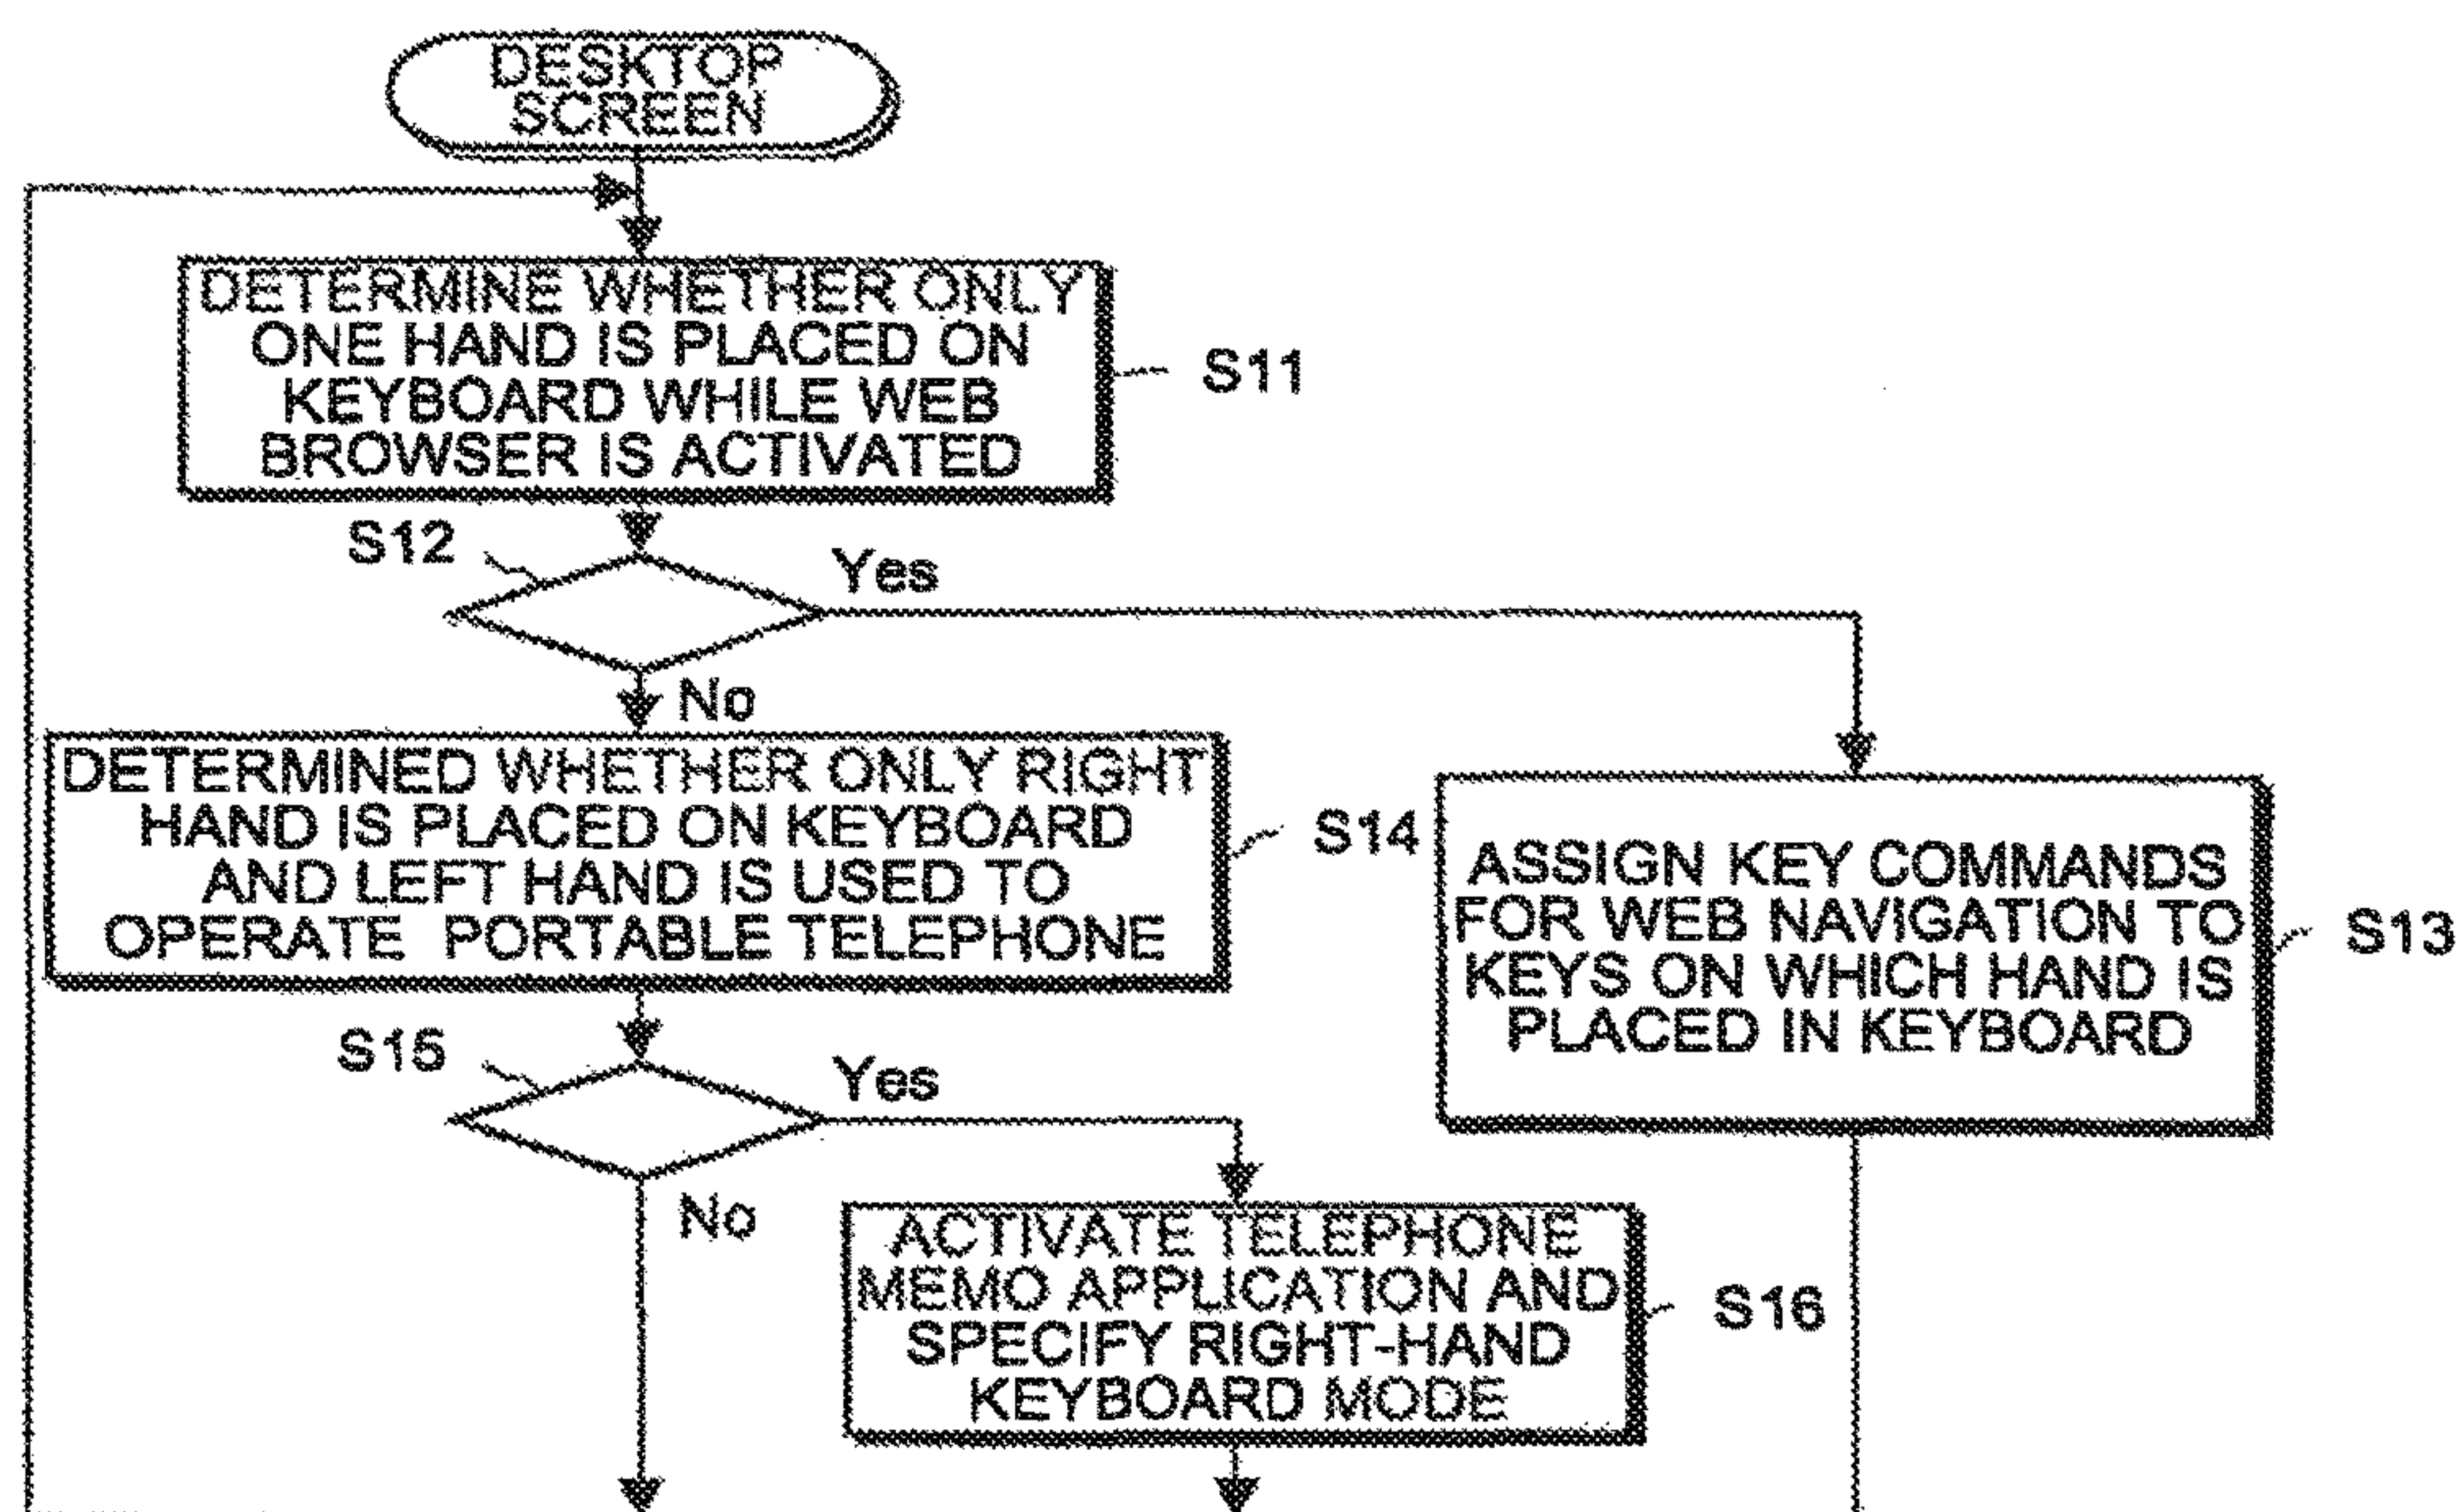 DESKTOP
SCREEN
DETERMINE WHETHER ONLY
ONE HAND IS PLACED ON
KEYBOARD WHILE WEB
BROWSER IS ACTIVATED
S11
S12
Yes
No
DETERMINED WHETHER ONLY RIGHT
HAND IS PLACED ON KEYBOARD
AND LEFT HAND IS USED TO
OPERATE PORTABLE TELEPHONE
S14
ASSIGN KEY COMMANDS
FOR WEB NAVIGATION TO
KEYS ON WHICH HAND IS
PLACED IN KEYBOARD
S13
S15
Yes
No
ACTIVATE TELEPHONE
MEMO APPLICATION AND
SPECIFY RIGHT-HAND
KEYBOARD MODE
S16